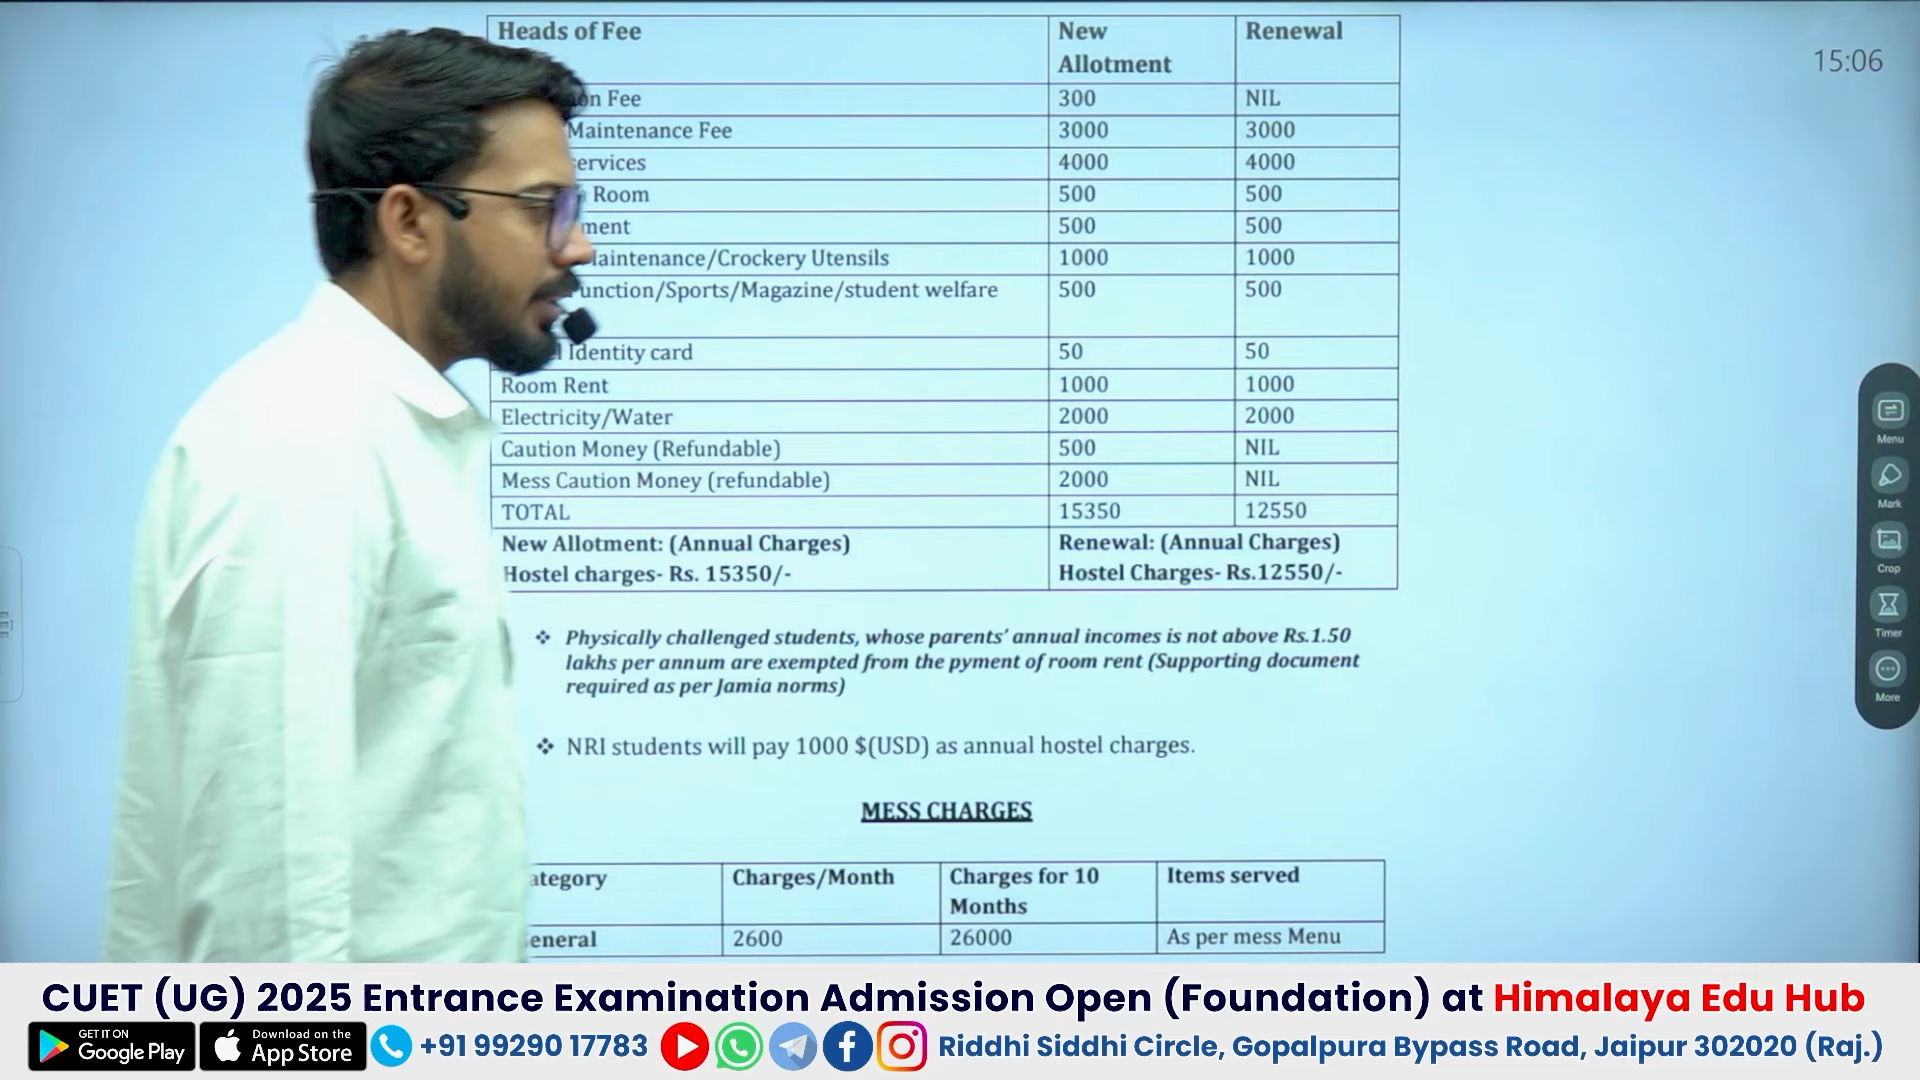 Heads of Fee New Allotment Renewal
Fee 300 NIL
Maintenance Fee 3000 3000
4000 4000
Room 500 500
500 500
/Crockery Utensils 1000 1000
/Sports/Magazine/student welfare 500 500
Identity card 50 50
Room Rent 1000 1000
Electricity/Water 2000 2000
Caution Money (Refundable) 500 NIL
Mess Caution Money (refundable) 2000 NIL
TOTAL 15350 12550
New Allotment: (Annual Charges) Renewal: (Annual Charges)
Hostel charges- Rs. 15350/- Hostel Charges- Rs.12550/-
❖ Physically challenged students, whose parents' annual incomes is not above Rs.1.50
lakhs per annum are exempted from the pyment of room rent (Supporting document
required as per Jamia norms)
❖ NRI students will pay 1000 $(USD) as annual hostel charges.
MESS CHARGES
Charges/Month Charges for 10 Months Items served
2600 26000 As per mess Menu
15:06
Menu
Mark
Crop
Timer
More
CUET (UG) 2025 Entrance Examination Admission Open (Foundation) at Himalaya Edu Hub
GET IT ON Google Play Download on the App Store +91 99290 17783 Riddhi Siddhi Circle, Gopalpura Bypass Road, Jaipur 302020 (Raj.)